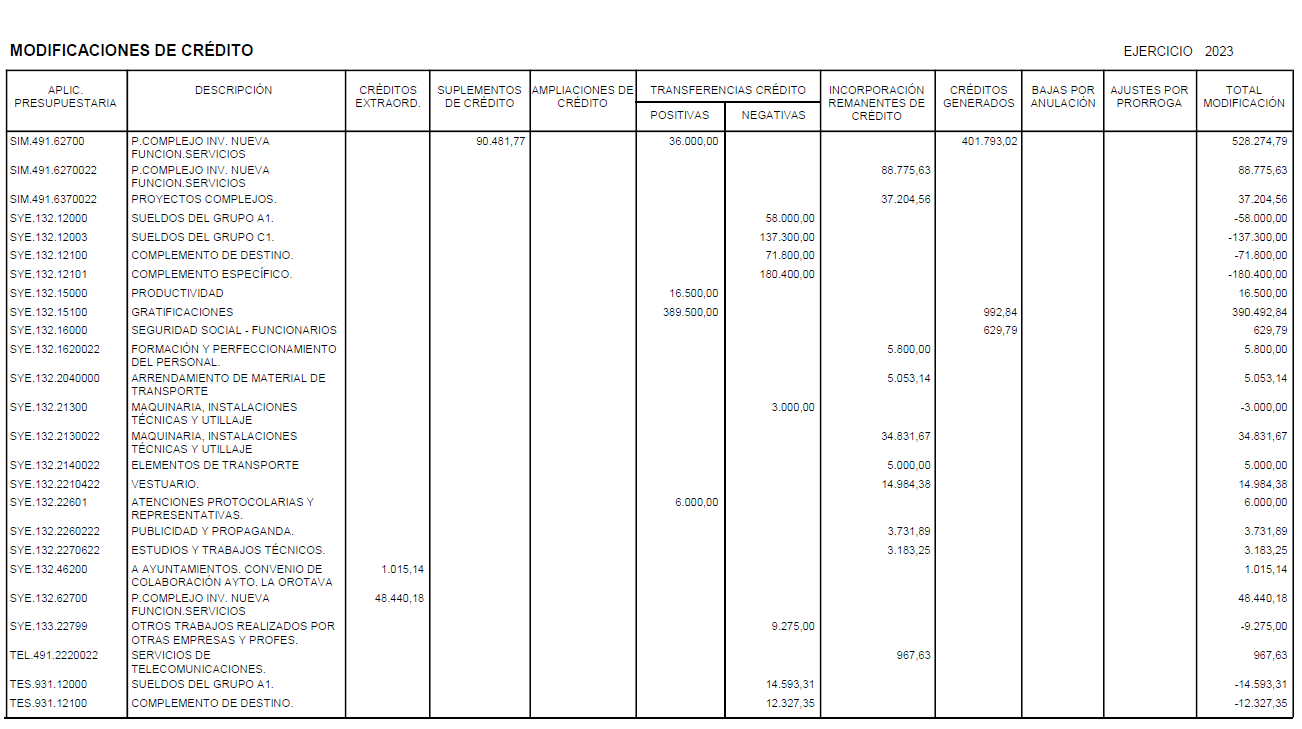 MODIFICACIONES DE CRÉDITO
EJERCICIO 2023
APLIC. PRESUPUESTARIA DESCRIPCIÓN CRÉDITOS EXTRAORD. SUPLEMENTOS DE CRÉDITO AMPLIACIONES DE CRÉDITO TRANSFERENCIAS CRÉDITO POSITIVAS NEGATIVAS INCORPORACIÓN REMANENTES DE CRÉDITO CRÉDITOS GENERADOS BAJAS POR ANULACIÓN AJUSTES POR PRORROGA TOTAL MODIFICACIÓN
SIM.491.62700 P.COMPLEJO INV. NUEVA 90.481,77 36.000,00 401.793,02 528.274,79
FUNCION.SERVICIOS
SIM.491.6270022 P.COMPLEJO INV. NUEVA 88.775,63 88.775,63
FUNCION.SERVICIOS
SIM.491.6370022 PROYECTOS COMPLEJOS. 37.204,56 37.204,56
SYE.132.12000 SUELDOS DEL GRUPO A1. 58.000,00 -58.000,00
SYE.132.12003 SUELDOS DEL GRUPO C1. 137.300,00 -137.300,00
SYE.132.12100 COMPLEMENTO DE DESTINO. 71.800,00 -71.800,00
SYE.132.12101 COMPLEMENTO ESPECÍFICO. 180.400,00 -180.400,00
SYE.132.15000 PRODUCTIVIDAD 16.500,00 16.500,00
SYE.132.15100 GRATIFICACIONES 389.500,00 992,84 390.492,84
SYE.132.16000 SEGURIDAD SOCIAL - FUNCIONARIOS 629,79 629,79
SYE.132.1620022 FORMACIÓN Y PERFECCIONAMIENTO 5.800,00 5.800,00
DEL PERSONAL.
SYE.132.2040000 ARRENDAMIENTO DE MATERIAL DE 5.053,14 5.053,14
TRANSPORTE
SYE.132.21300 MAQUINARIA, INSTALACIONES 3.000,00 -3.000,00
TÉCNICAS Y UTILLAJE
SYE.132.2130022 MAQUINARIA, INSTALACIONES 34.831,67 34.831,67
TÉCNICAS Y UTILLAJE
SYE.132.2140022 ELEMENTOS DE TRANSPORTE 5.000,00 5.000,00
SYE.132.2210422 VESTUARIO. 14.984,38 14.984,38
SYE.132.22601 ATENCIONES PROTOCOLARIAS Y 6.000,00 6.000,00
REPRESENTATIVAS.
SYE.132.2260222 PUBLICIDAD Y PROPAGANDA. 3.731,89 3.731,89
SYE.132.2270622 ESTUDIOS Y TRABAJOS TÉCNICOS. 3.183,25 3.183,25
SYE.132.46200 A AYUNTAMIENTOS. CONVENIO DE 1.015,14 1.015,14
COLABORACIÓN AYTO. LA OROTAVA
SYE.132.62700 P.COMPLEJO INV. NUEVA 48.440,18 48.440,18
FUNCION.SERVICIOS
SYE.133.22799 OTROS TRABAJOS REALIZADOS POR 9.275,00 -9.275,00
OTRAS EMPRESAS Y PROFES.
TEL.491.2220022 SERVICIOS DE 967,63 967,63
TELECOMUNICACIONES.
TES.931.12000 SUELDOS DEL GRUPO A1. 14.593,31 -14.593,31
TES.931.12100 COMPLEMENTO DE DESTINO. 12.327,35 -12.327,35